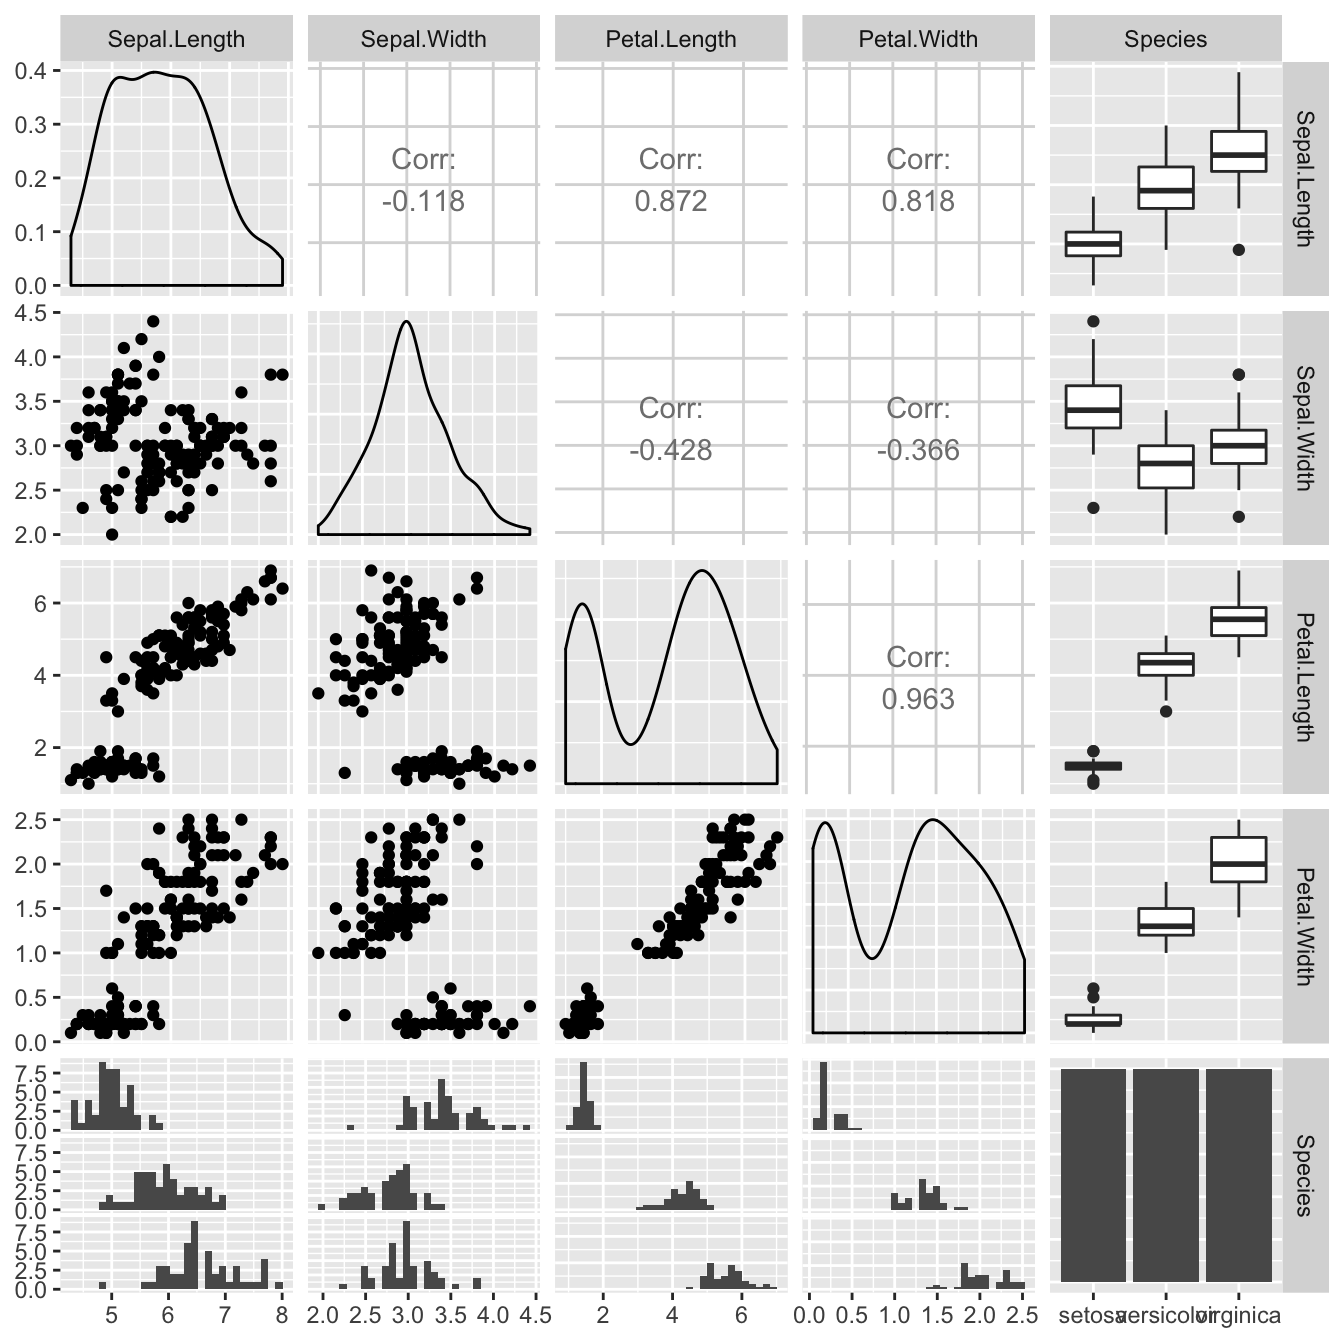 Sepal.Length Sepal.Width Petal.Length Petal.Width Species
0.4
0.3
0.2
0.1
0.0
Corr:
-0.118
Corr:
0.872
Corr:
0.818
Sepal.Length
4.5
4.0
3.5
3.0
2.5
2.0
Corr:
-0.428
Corr:
-0.366
Sepal.Width
6
4
2
Corr:
0.963
Petal.Length
2.5
2.0
1.5
1.0
0.5
0.0
Petal.Width
7.5
5.0
2.5
0.0
7.5
5.0
2.5
0.0
7.5
5.0
2.5
0.0
Species
5 6 7 8 2.0 2.5 3.0 3.5 4.0 4.5 2 4 6 0.0 0.5 1.0 1.5 2.0 2.5 setosa versicolor virginica